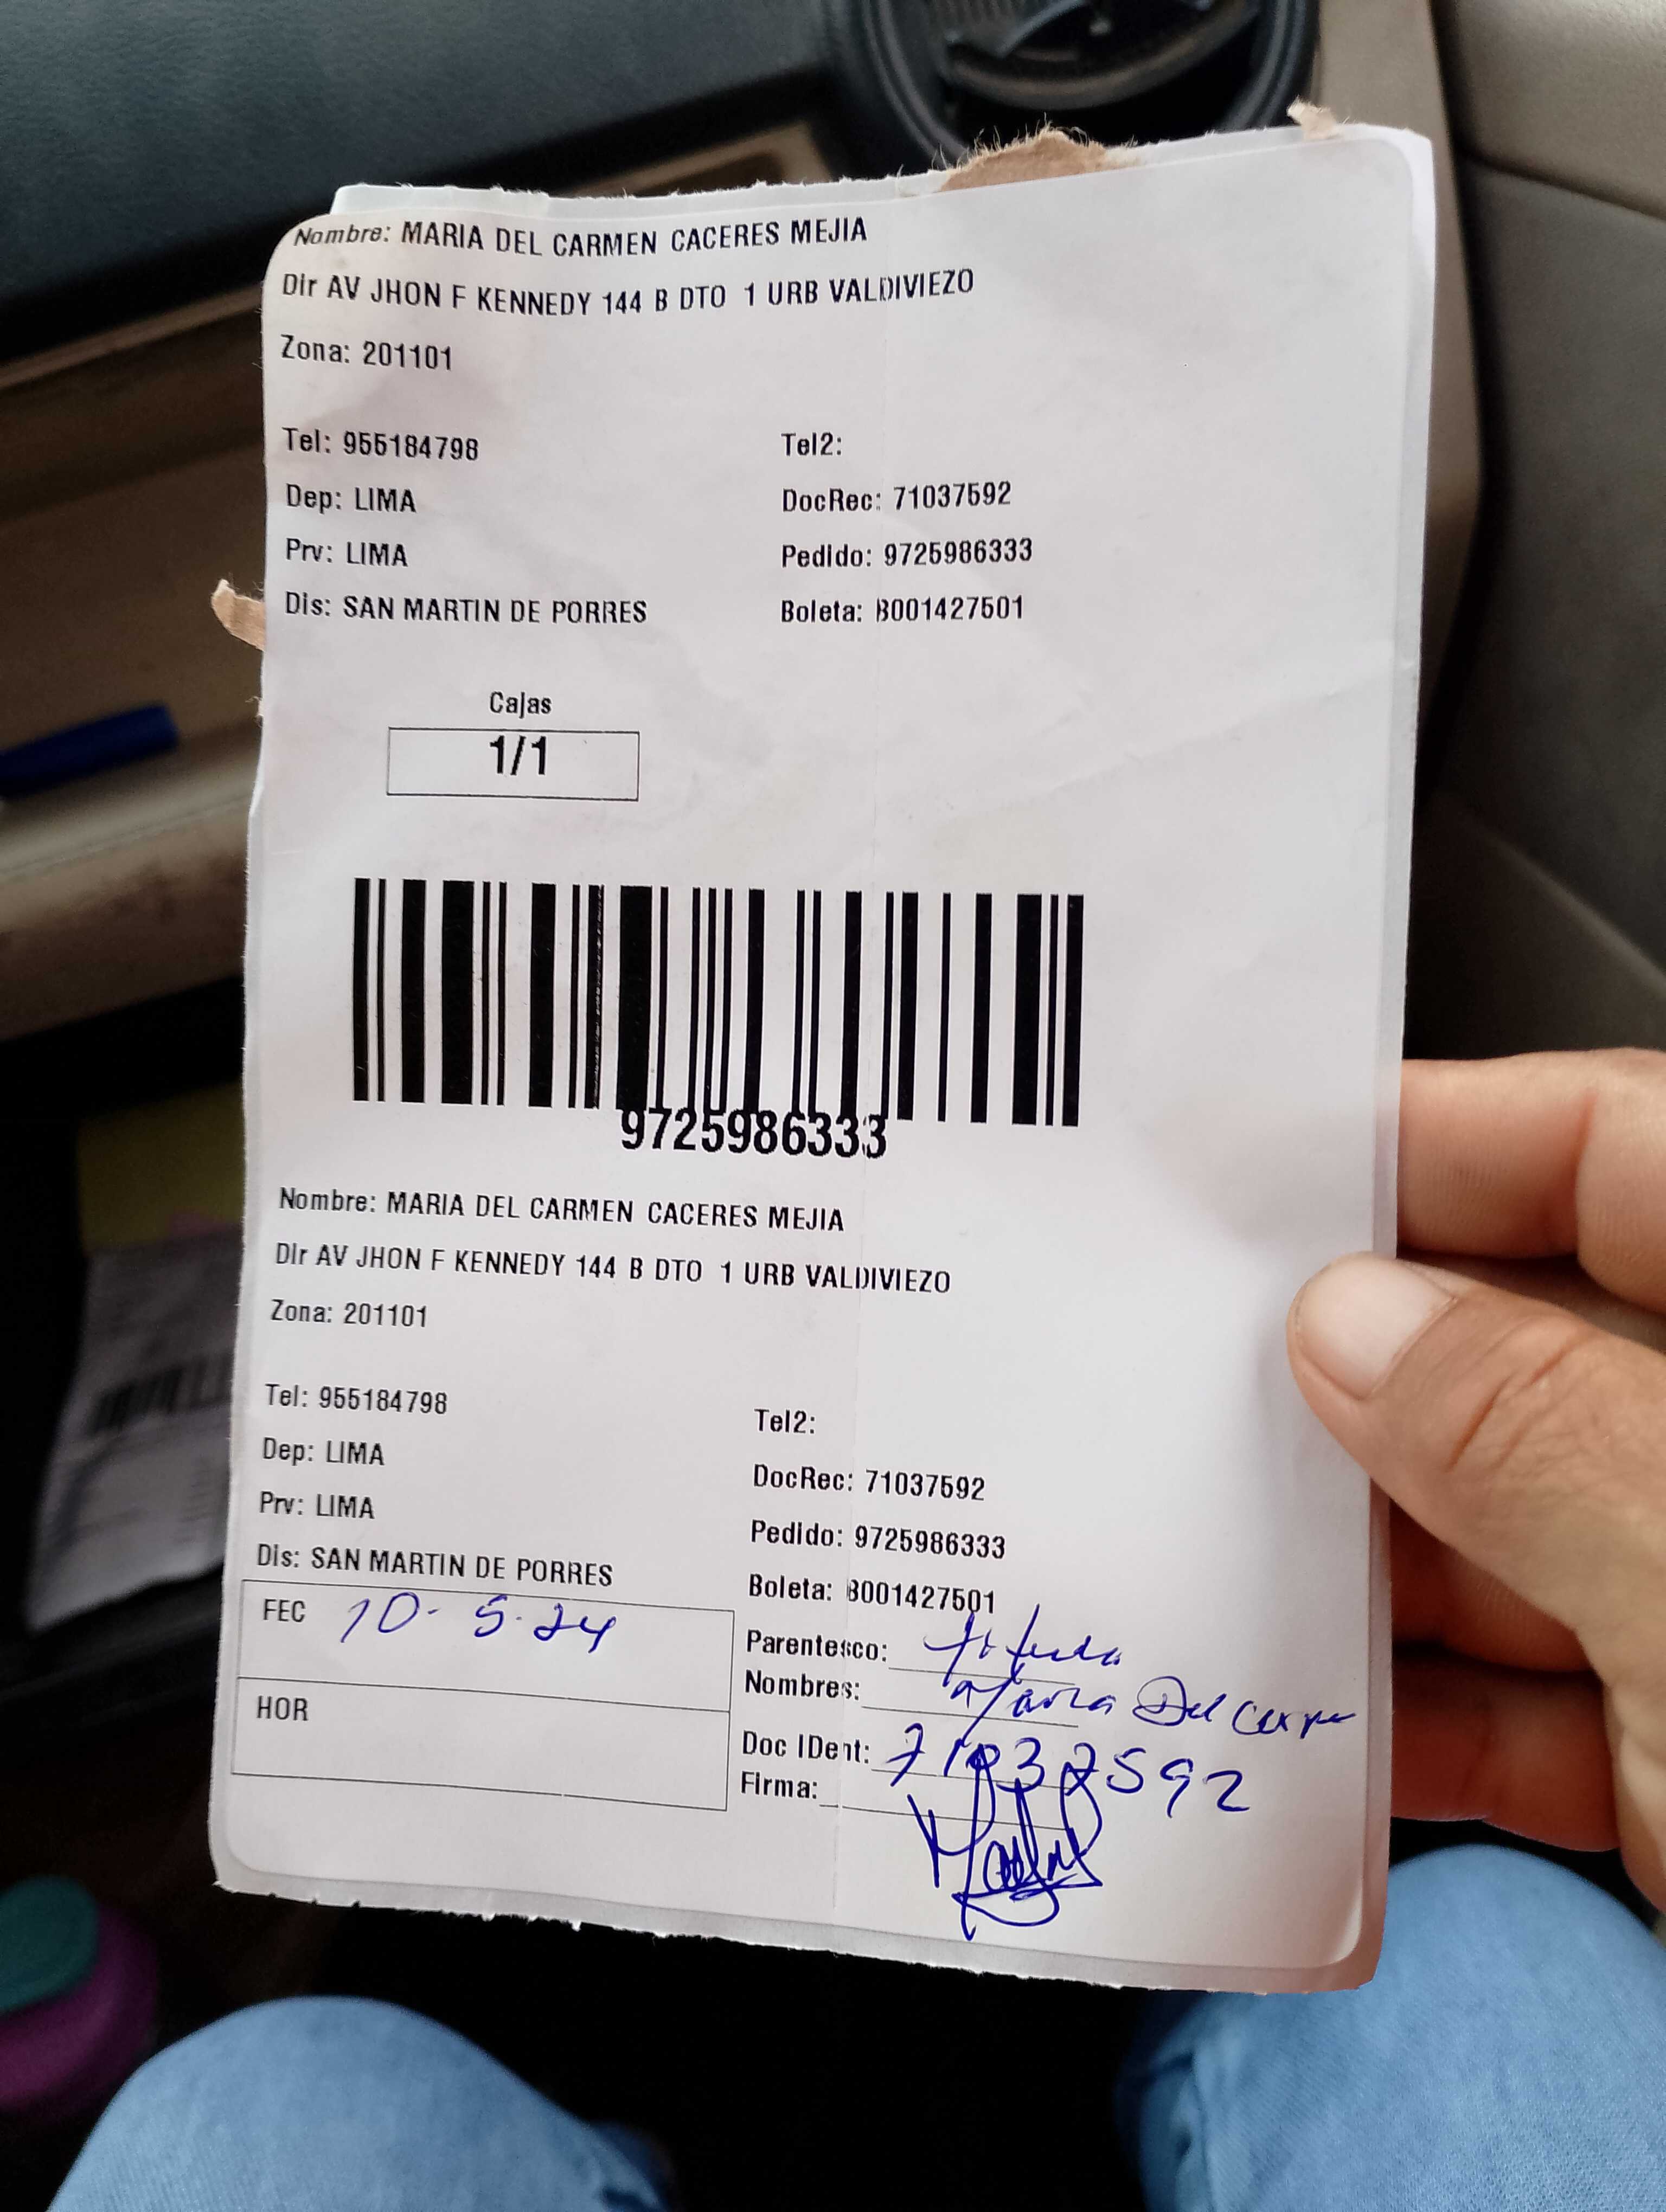 Nombre: MARIA DEL CARMEN CACERES MEJIA
Dir AV JHON F KENNEDY 144 B DTO 1 URB VALDIVIEZO
Zona: 201101
Tel: 955184798 Tel2:
Dep: LIMA DocRec: 71037592
Prv: LIMA Pedido: 9725986333
Dis: SAN MARTIN DE PORRES Boleta: B001427501
Cajas
1/1
9725986333
Nombre: MARIA DEL CARMEN CACERES MEJIA
Dir AV JHON F KENNEDY 144 B DTO 1 URB VALDIVIEZO
Zona: 201101
Tel: 955184798 Tel2:
Dep: LIMA DocRec: 71037592
Prv: LIMA Pedido: 9725986333
Dis: SAN MARTIN DE PORRES Boleta: B001427501
FEC 10-5-24 Parentesco:
Nombres: Maria Del
HOR Doc IDent:
Firma: